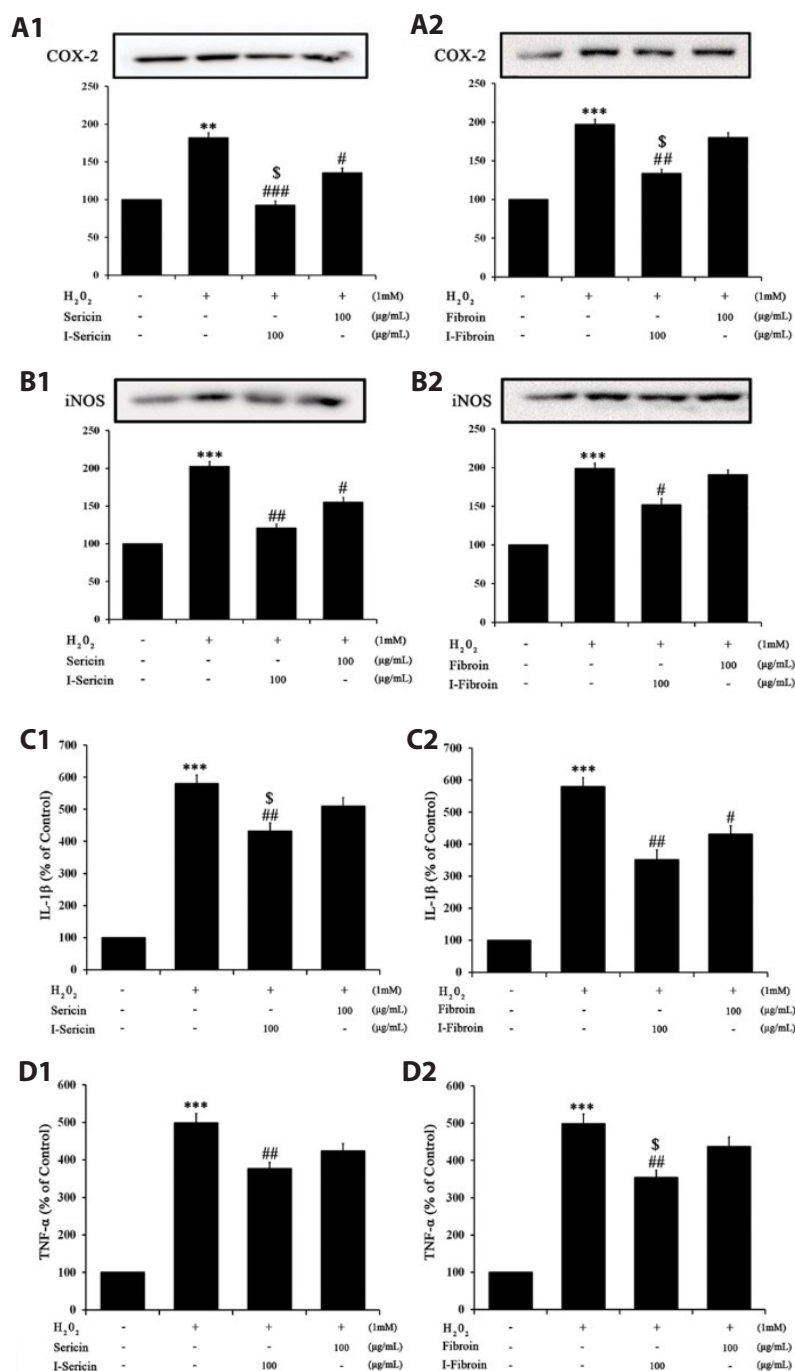 A1
COX-2
250
200
150
100
50
0
**
$
###
#
H₂O₂ - + + + (1mM)
Sericin - - - 100 (µg/mL)
I-Sericin - - 100 - (µg/mL)
A2
COX-2
250
200
150
100
50
0
***
$
##
H₂O₂ - + + + (1mM)
Fibroin - - - 100 (µg/mL)
I-Fibroin - - 100 - (µg/mL)
B1
iNOS
250
200
150
100
50
0
***
##
#
H₂O₂ - + + + (1mM)
Sericin - - - 100 (µg/mL)
I-Sericin - - 100 - (µg/mL)
B2
iNOS
250
200
150
100
50
0
***
#
H₂O₂ - + + + (1mM)
Fibroin - - - 100 (µg/mL)
I-Fibroin - - 100 - (µg/mL)
C1
IL-1β (% of Control)
700
600
500
400
300
200
100
0
***
$
##
H₂O₂ - + + + (1mM)
Sericin - - - 100 (µg/mL)
I-Sericin - - 100 - (µg/mL)
C2
IL-1β (% of Control)
700
600
500
400
300
200
100
0
***
##
#
H₂O₂ - + + + (1mM)
Fibroin - - - 100 (µg/mL)
I-Fibroin - - 100 - (µg/mL)
D1
TNF-α (% of Control)
600
500
400
300
200
100
0
***
##
H₂O₂ - + + + (1mM)
Sericin - - - 100 (µg/mL)
I-Sericin - - 100 - (µg/mL)
D2
TNF-α (% of Control)
600
500
400
300
200
100
0
***
$
##
H₂O₂ - + + + (1mM)
Fibroin - - - 100 (µg/mL)
I-Fibroin - - 100 - (µg/mL)